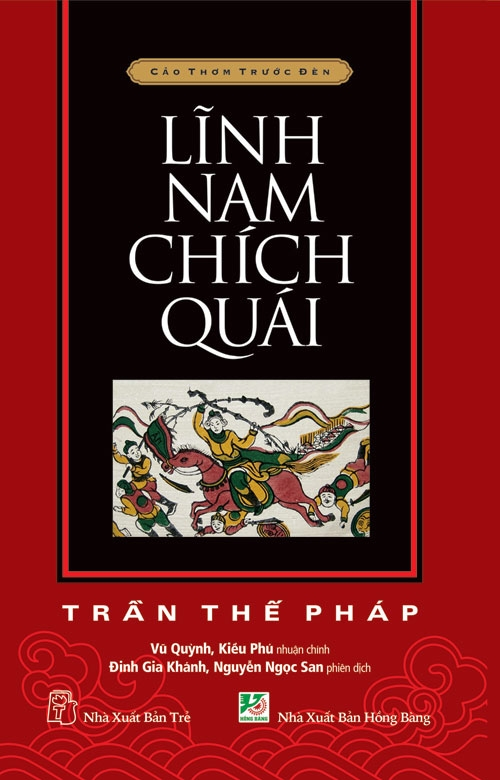 CẢO THƠM TRƯỚC ĐÈN
LĨNH
NAM
CHÍCH
QUÁI
TRẦN THẾ PHÁP
Vũ Quỳnh, Kiều Phú nhuận chính
Đinh Gia Khánh, Nguyễn Ngọc San phiên dịch
Nhà Xuất Bản Trẻ
HỒNG BÀNG
Nhà Xuất Bản Hồng Bàng